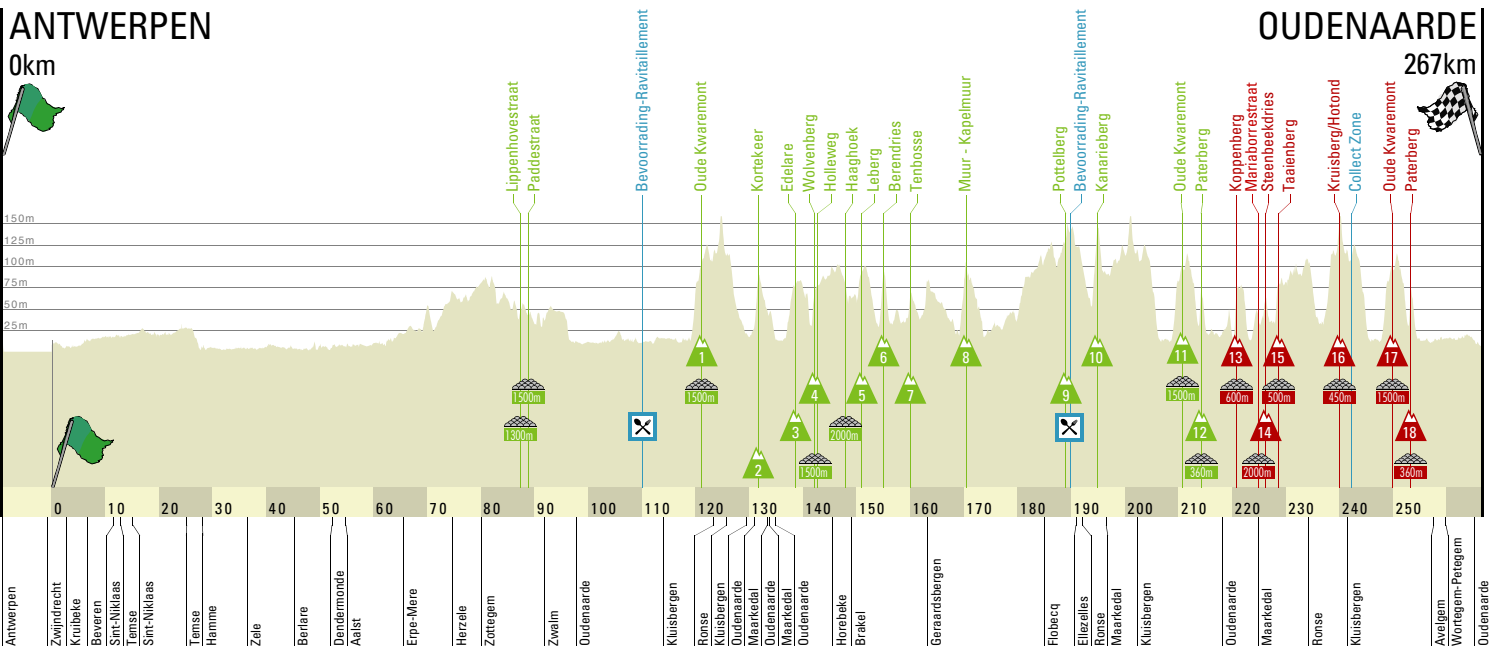 ANTWERPEN
0km
OUDENAARDE
267km
Lippenhovestraat
Paddestraat
Bevoorrading-Ravitaillement
Oude Kwaremont
Kortekeer
Edelare
Wolvenberg
Holleweg
Haaghoek
Leberg
Berendries
Tenbosse
Muur - Kapelmuur
Pottelberg
Bevoorrading-Ravitaillement
Kanarieberg
Oude Kwaremont
Paterberg
Koppenberg
Mariaborrestraat
Steenbeekdries
Taaienberg
Kruisberg/Hotond
Collect Zone
Oude Kwaremont
Paterberg
150m
125m
100m
75m
50m
25m
1 6 8 10 11 13 15 16 17
1500m 1500m 1500m 600m 500m 450m 1500m
4 5 7 9
3 12 14 18
1300m 2000m
2 1500m 360m 2000m 360m
0 10 20 30 40 50 60 70 80 90 100 110 120 130 140 150 160 170 180 190 200 210 220 230 240 250
Antwerpen
Zwijndrecht
Kruibeke
Beveren
Sint-Niklaas
Temse
Sint-Niklaas
Temse
Hamme
Zele
Berlare
Dendermonde
Aalst
Erpe-Mere
Herzele
Zottegem
Zwalm
Oudenaarde
Kluisbergen
Ronse
Kluisbergen
Oudenaarde
Maarkedal
Oudenaarde
Maarkedal
Oudenaarde
Horebeke
Brakel
Geraardsbergen
Flobecq
Ellezelles
Ronse
Maarkedal
Kluisbergen
Oudenaarde
Maarkedal
Ronse
Kluisbergen
Avelgem
Wortegem-Petegem
Oudenaarde